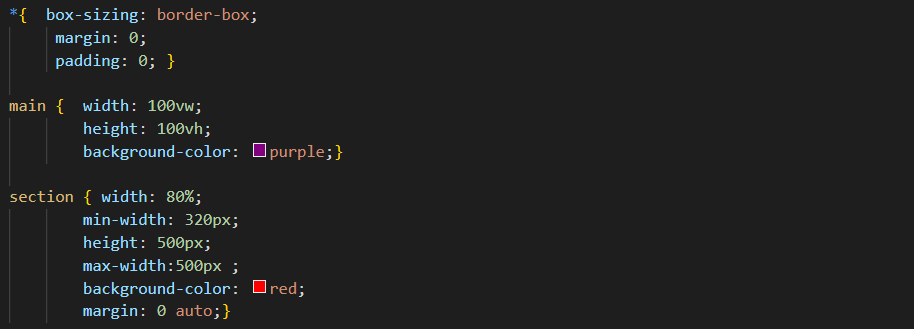 *{  box-sizing: border-box;
     margin: 0;
     padding: 0; }
main {  width: 100vw;
        height: 100vh;
        background-color: purple;}
section { width: 80%;
        min-width: 320px;
        height: 500px;
        max-width:500px ;
        background-color: red;
        margin: 0 auto;}